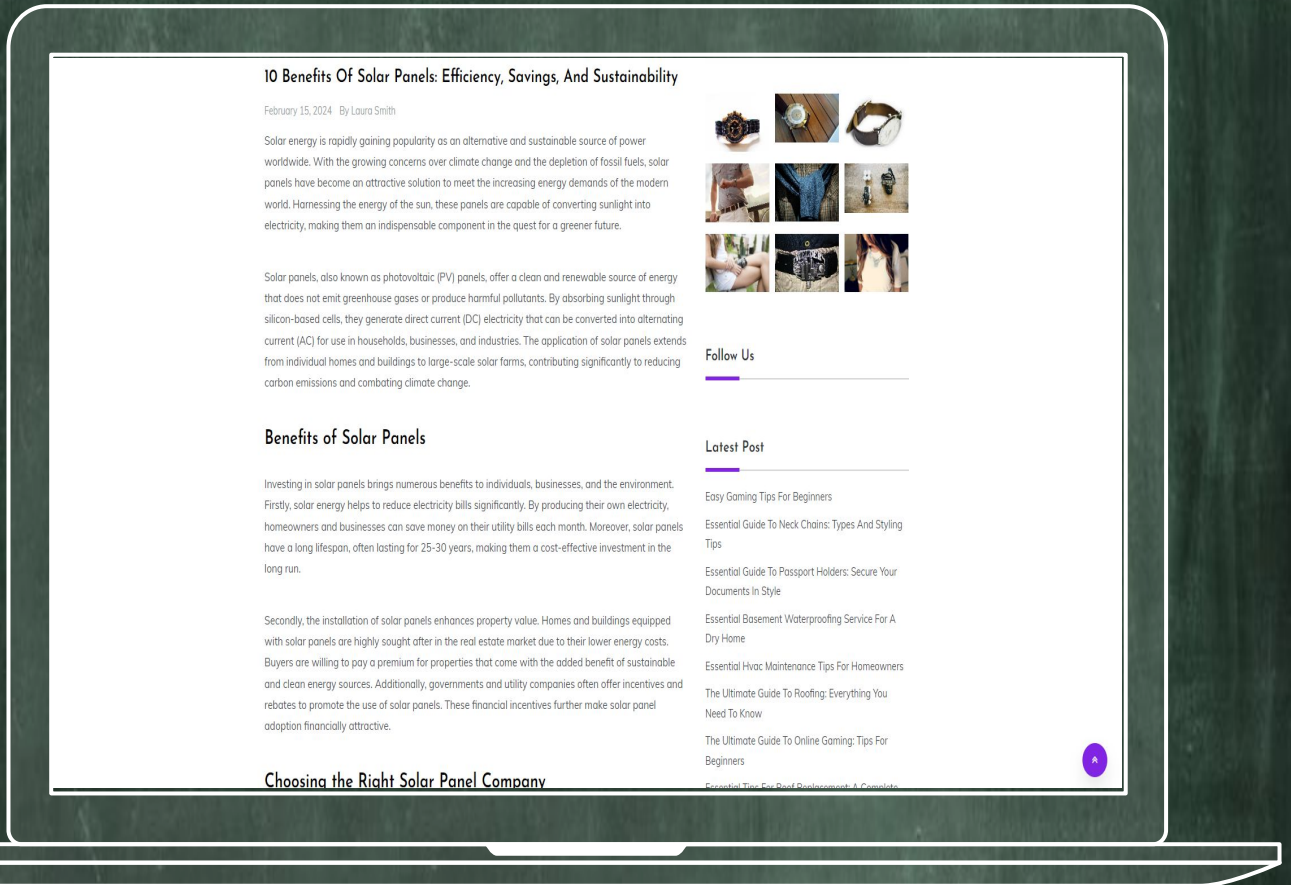 10 Benefits Of Solar Panels: Efficiency, Savings, And Sustainability
February 15, 2024 By Laura Smith
Solar energy is rapidly gaining popularity as an alternative and sustainable source of power
worldwide. With the growing concerns over climate change and the depletion of fossil fuels, solar
panels have become an attractive solution to meet the increasing energy demands of the modern
world. Harnessing the energy of the sun, these panels are capable of converting sunlight into
electricity, making them an indispensable component in the quest for a greener future.
Solar panels, also known as photovoltaic (PV) panels, offer a clean and renewable source of energy
that does not emit greenhouse gases or produce harmful pollutants. By absorbing sunlight through
silicon-based cells, they generate direct current (DC) electricity that can be converted into alternating
current (AC) for use in households, businesses, and industries. The application of solar panels extends
from individual homes and buildings to large-scale solar farms, contributing significantly to reducing
carbon emissions and combating climate change.
Benefits of Solar Panels
Investing in solar panels brings numerous benefits to individuals, businesses, and the environment.
Firstly, solar energy helps to reduce electricity bills significantly. By producing their own electricity,
homeowners and businesses can save money on their utility bills each month. Moreover, solar panels
have a long lifespan, often lasting for 25-30 years, making them a cost-effective investment in the
long run.
Secondly, the installation of solar panels enhances property value. Homes and buildings equipped
with solar panels are highly sought after in the real estate market due to their lower energy costs.
Buyers are willing to pay a premium for properties that come with the added benefit of sustainable
and clean energy sources. Additionally, governments and utility companies often offer incentives and
rebates to promote the use of solar panels. These financial incentives further make solar panel
adoption financially attractive.
Choosing the Right Solar Panel Company
Follow Us
Latest Post
Easy Gaming Tips For Beginners
Essential Guide To Neck Chains: Types And Styling
Tips
Essential Guide To Passport Holders: Secure Your
Documents In Style
Essential Basement Waterproofing Service For A
Dry Home
Essential Hvac Maintenance Tips For Homeowners
The Ultimate Guide To Roofing: Everything You
Need To Know
The Ultimate Guide To Online Gaming: Tips For
Beginners
Essential Tips For Roof Replacement: A Complete